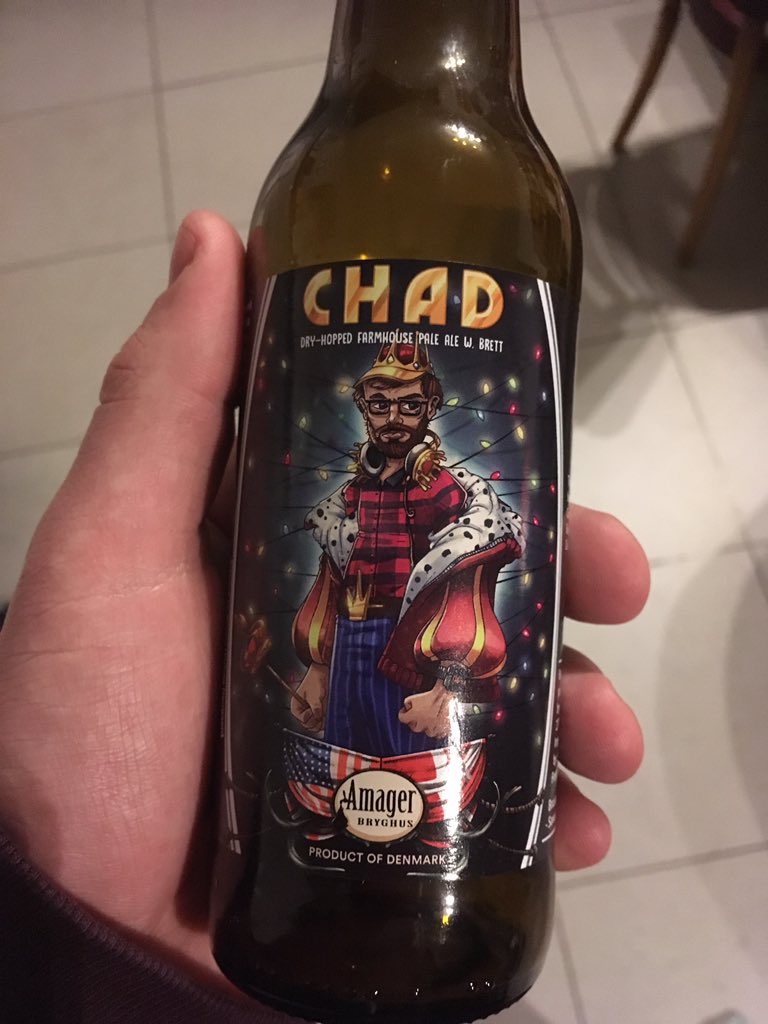 CHAD
DRY-HOPPED FARMHOUSE PALE ALE W. BRETT
Amager
BRYGHUS
PRODUCT OF DENMARK